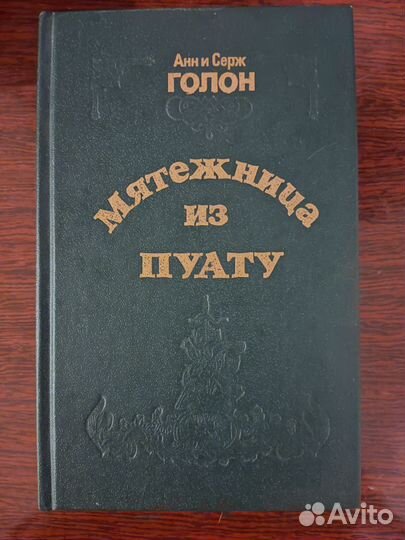 Анн и Серж
ГОЛОН
Мятежница
из
ПУАТУ
Avito